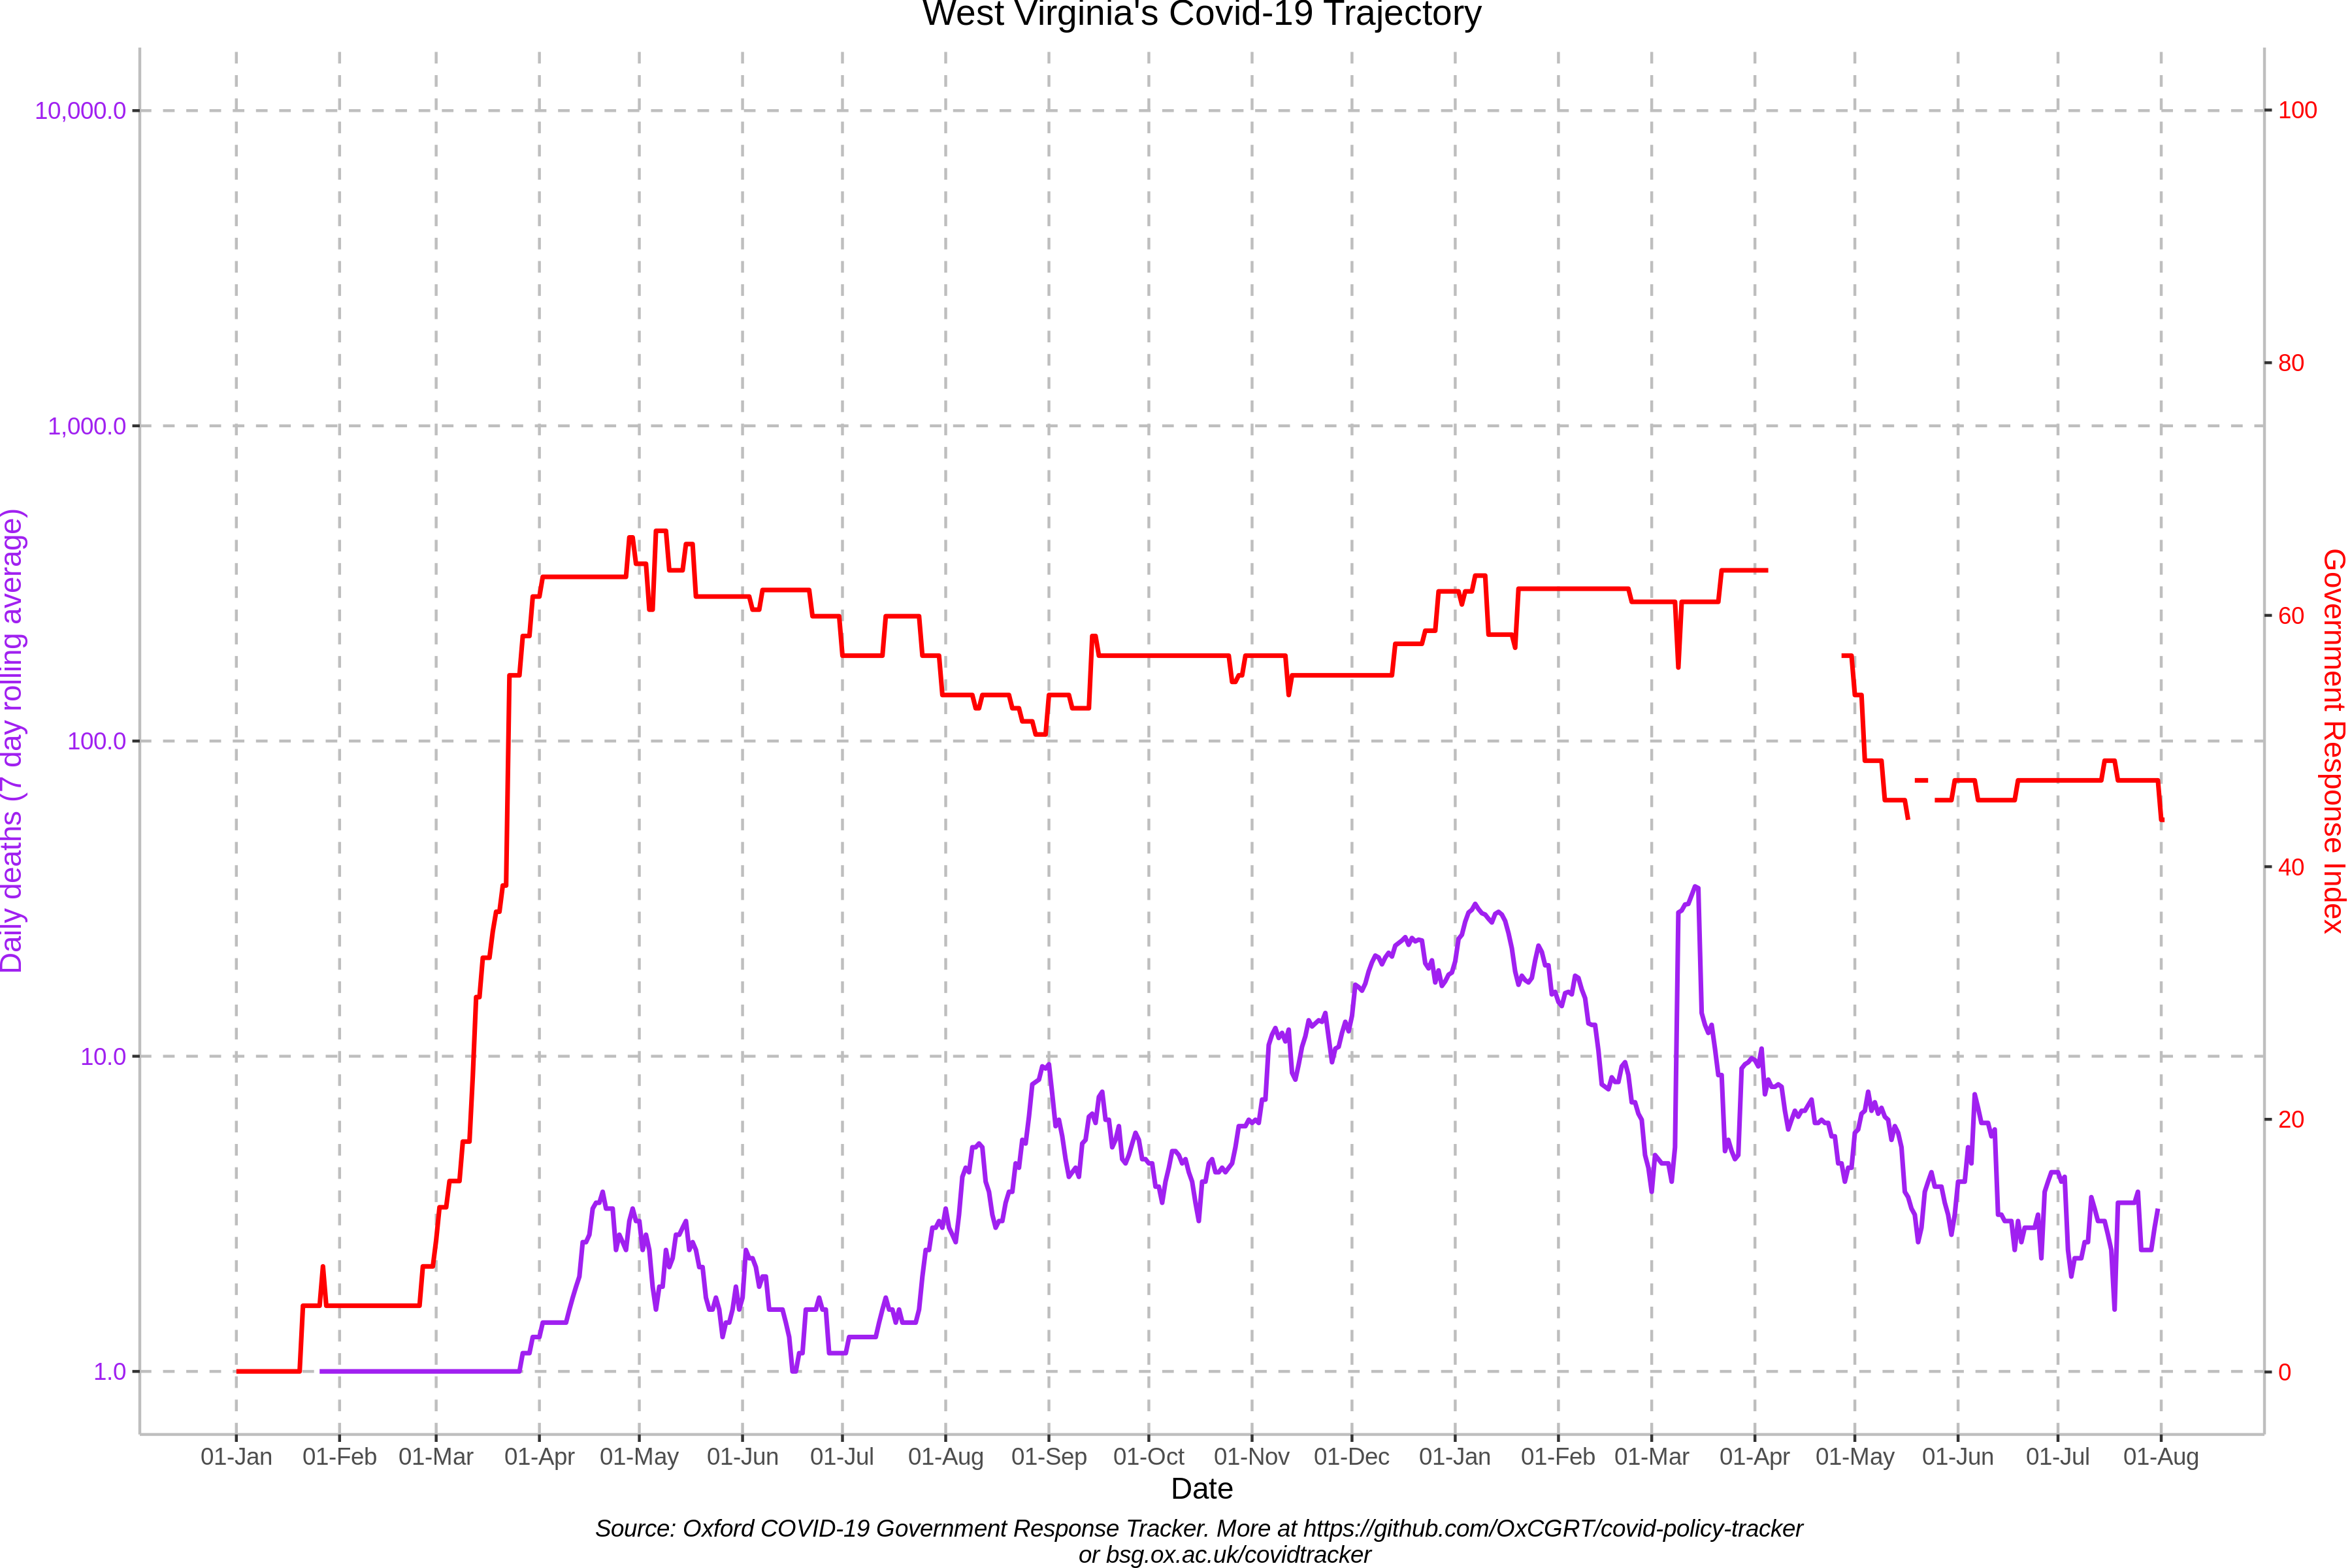 West Virginia's Covid-19 Trajectory
10,000.0
1,000.0
100.0
10.0
1.0
Daily deaths (7 day rolling average)
100
80
60
40
20
0
Government Response Index
01-Jan 01-Feb 01-Mar 01-Apr 01-May 01-Jun 01-Jul 01-Aug 01-Sep 01-Oct 01-Nov 01-Dec 01-Jan 01-Feb 01-Mar 01-Apr 01-May 01-Jun 01-Jul 01-Aug
Date
Source: Oxford COVID-19 Government Response Tracker. More at https://github.com/OxCGRT/covid-policy-tracker
or bsg.ox.ac.uk/covidtracker